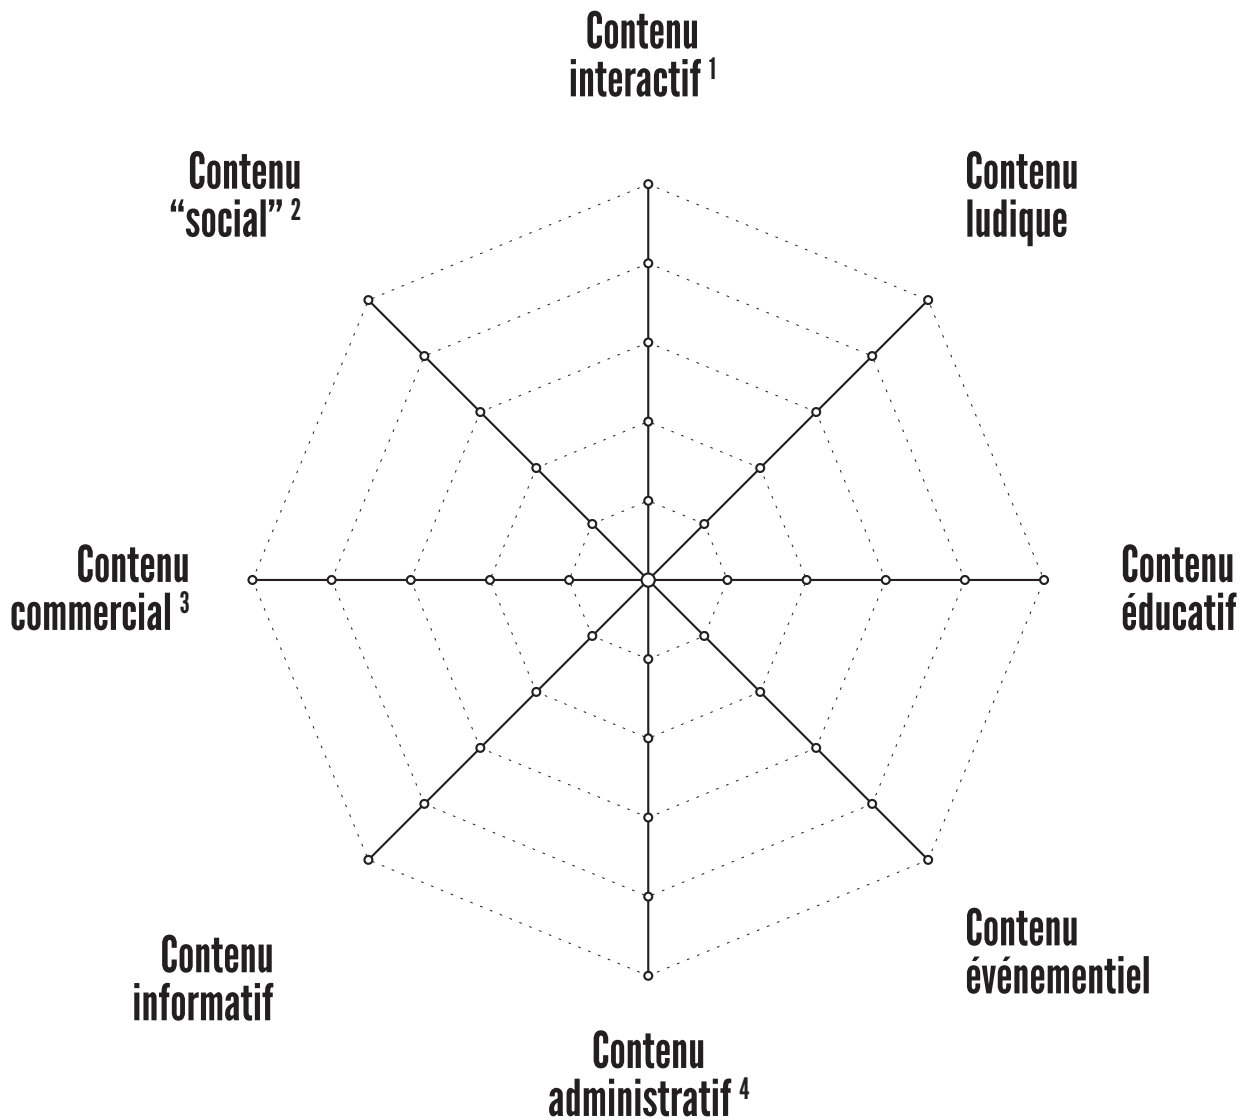 Contenu
interactif 1
Contenu
“social” 2
Contenu
ludique
Contenu
commercial 3
Contenu
éducatif
Contenu
événementiel
Contenu
informatif
Contenu
administratif 4